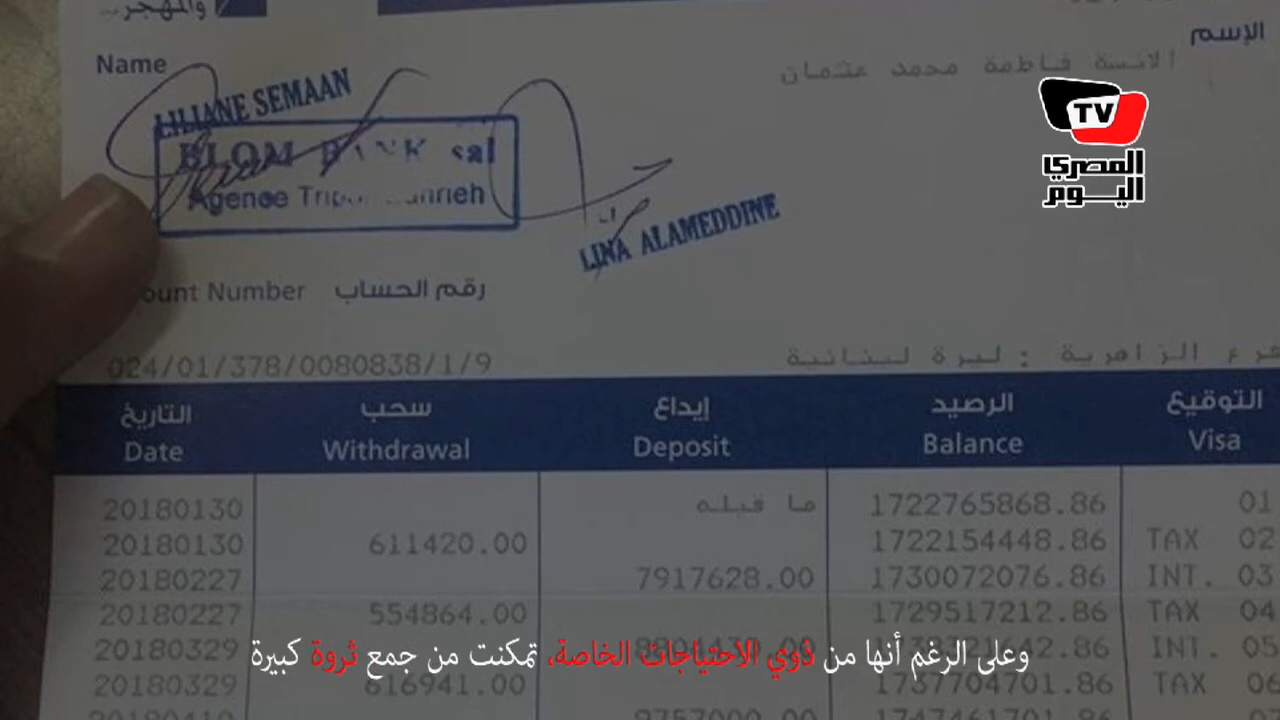 والمهجر
Name
الإسم
الانسة فاطمة محمد عثمان
LILIANE SEMAAN
BLOM BANK sal
Agence
TV
المصري
اليوم
LINA ALAMEDDINE
ount Number رقم الحساب
024/01/378/0080838/1/9
الزاهرية : ليرة لبنانية
التاريخ سحب إيداع الرصيد التوقيع
Date Withdrawal Deposit Balance Visa
20180130 ما قبله 1722765868.86 01
20180130 611420.00 1722154448.86 TAX 02
20180227 7917628.00 1730072076.86 INT. 03
20180227 554864.00 1729517212.86 TAX 04
20180329 INT. 05
وعلى الرغم أنها من ذوي الاحتياجات الخاصة، تمكنت من جمع ثروة كبيرة
20180329 616941.00 1737704701.86 TAX 06